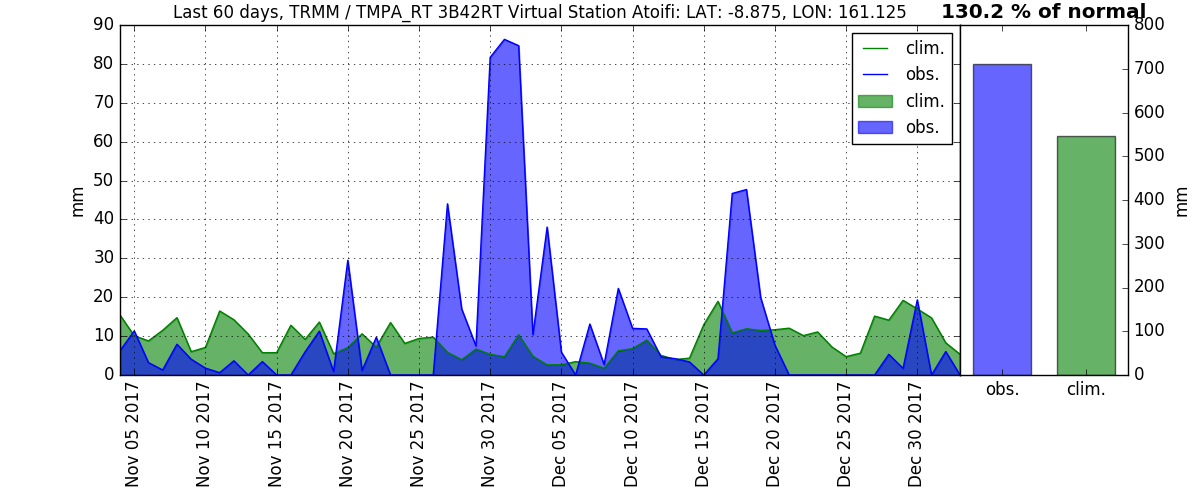 Last 60 days, TRMM / TMPA_RT 3B42RT Virtual Station Atoifi: LAT: -8.875, LON: 161.125
130.2 % of normal
90
80
70
60
50
40
30
20
10
0
mm
clim.
obs.
clim.
obs.
Nov 05 2017
Nov 10 2017
Nov 15 2017
Nov 20 2017
Nov 25 2017
Nov 30 2017
Dec 05 2017
Dec 10 2017
Dec 15 2017
Dec 20 2017
Dec 25 2017
Dec 30 2017
800
700
600
500
400
300
200
100
0
mm
obs.
clim.